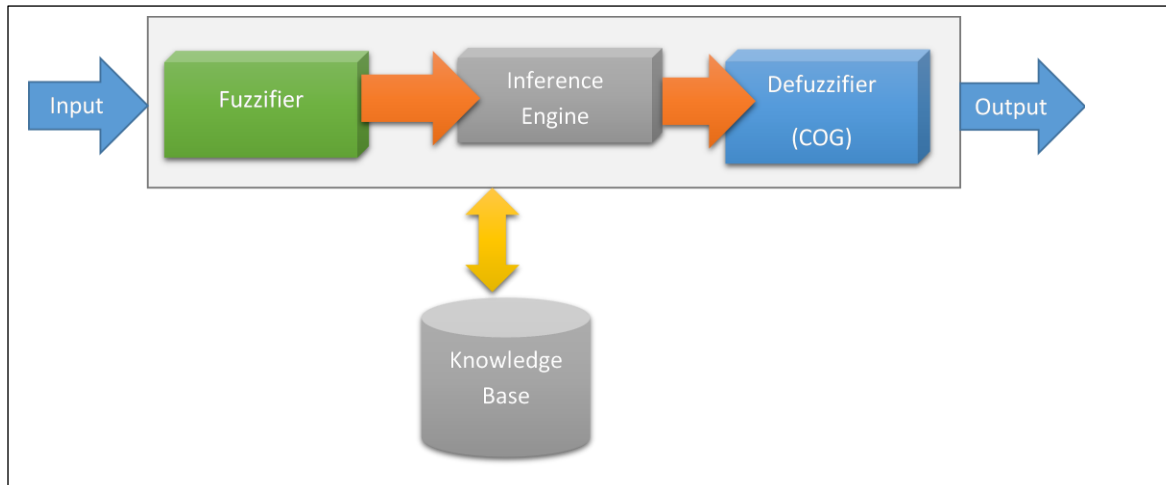 Input
Fuzzifier
Inference
Engine
Defuzzifier
(COG)
Output
Knowledge
Base